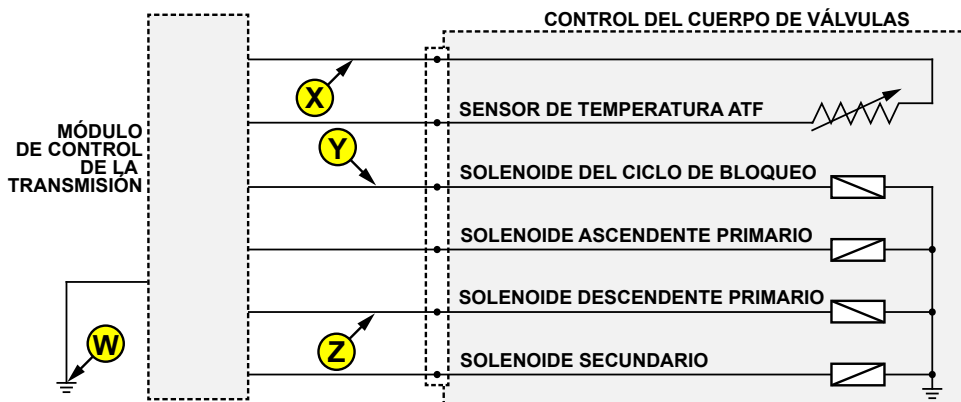 CONTROL DEL CUERPO DE VÁLVULAS
X
SENSOR DE TEMPERATURA ATF
MÓDULO
DE CONTROL
DE LA
TRANSMISIÓN
Y
SOLENOIDE DEL CICLO DE BLOQUEO
SOLENOIDE ASCENDENTE PRIMARIO
SOLENOIDE DESCENDENTE PRIMARIO
W
Z
SOLENOIDE SECUNDARIO